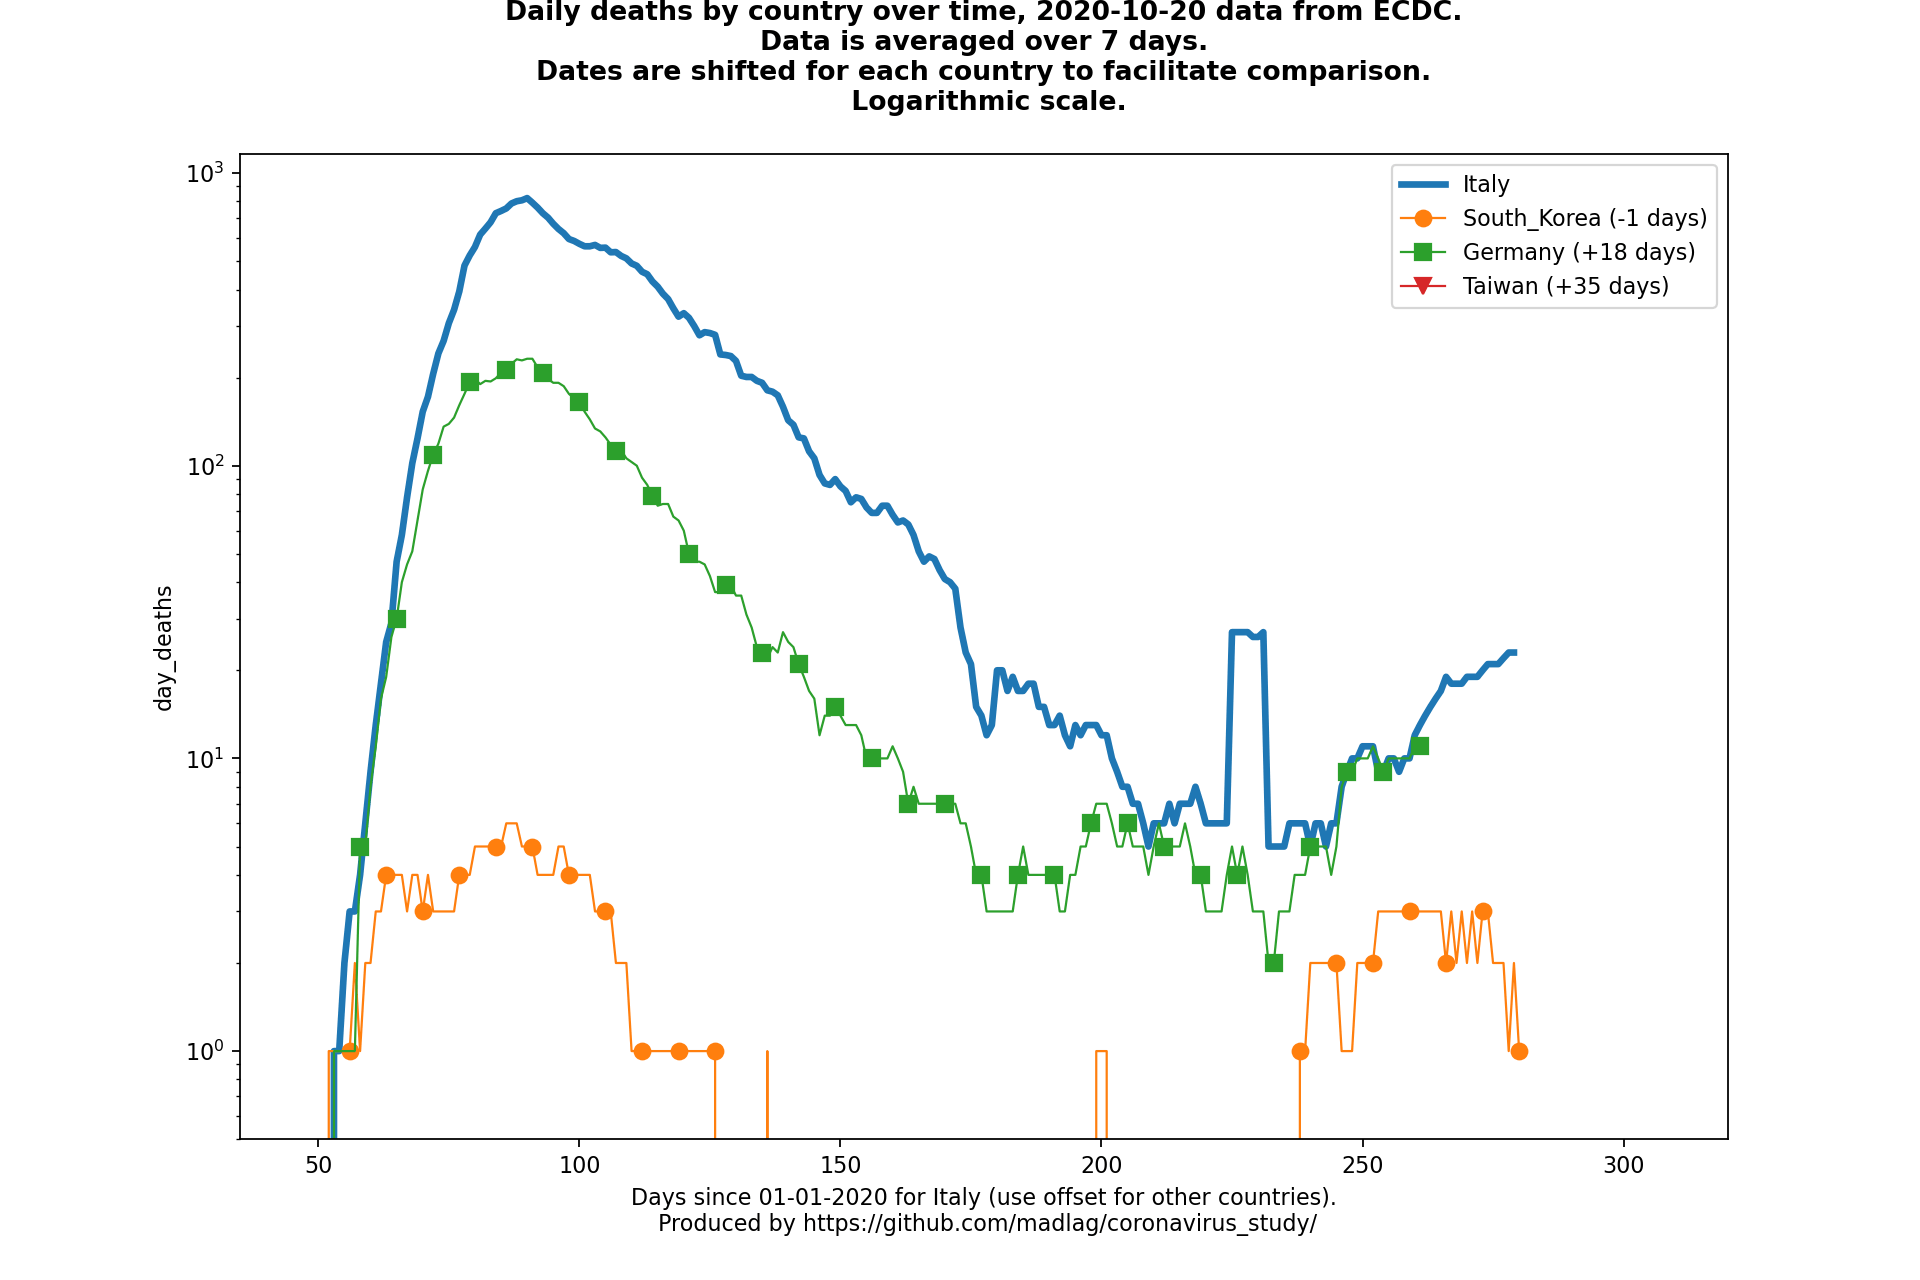 Daily deaths by country over time, 2020-10-20 data from ECDC.
Data is averaged over 7 days.
Dates are shifted for each country to facilitate comparison.
Logarithmic scale.
10³
10²
10¹
10⁰
day_deaths
Italy
South_Korea (-1 days)
Germany (+18 days)
Taiwan (+35 days)
50 100 150 200 250 300
Days since 01-01-2020 for Italy (use offset for other countries).
Produced by https://github.com/madlag/coronavirus_study/